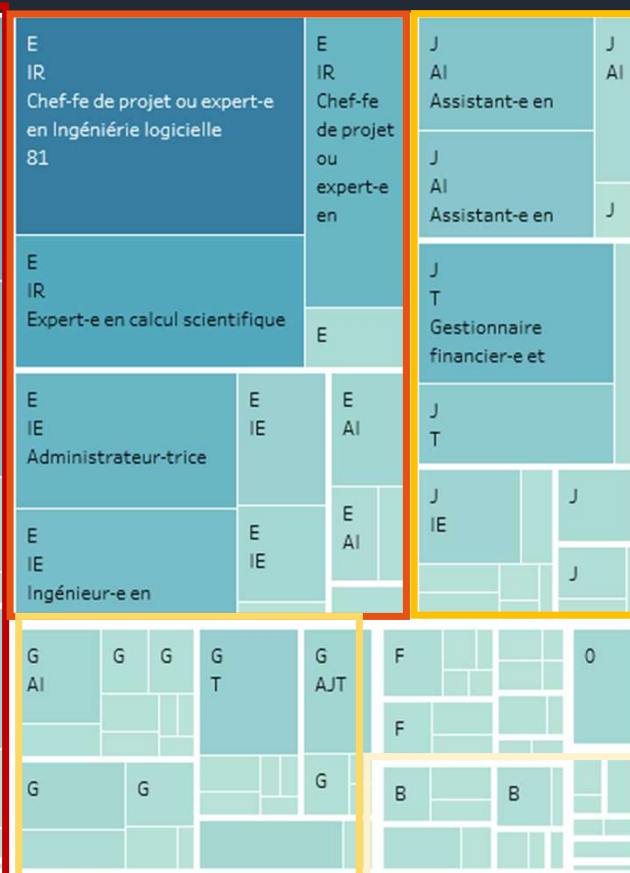 E
IR
Chef-fe de projet ou expert-e
en Ingéniérie logicielle
81
E
IR
Chef-fe
de projet
ou
expert-e
en
E
IR
Expert-e en calcul scientifique
E
E
IE
Administrateur-trice
E
IE
E
AI
E
IE
Ingénieur-e en
E
IE
E
AI
J
AI
Assistant-e en
J
AI
J
AI
Assistant-e en
J
J
T
Gestionnaire
financier-e et
J
T
J
IE
J
J
G
AI
G
G
G
T
G
AJT
G
G
G
F
F
O
B
B